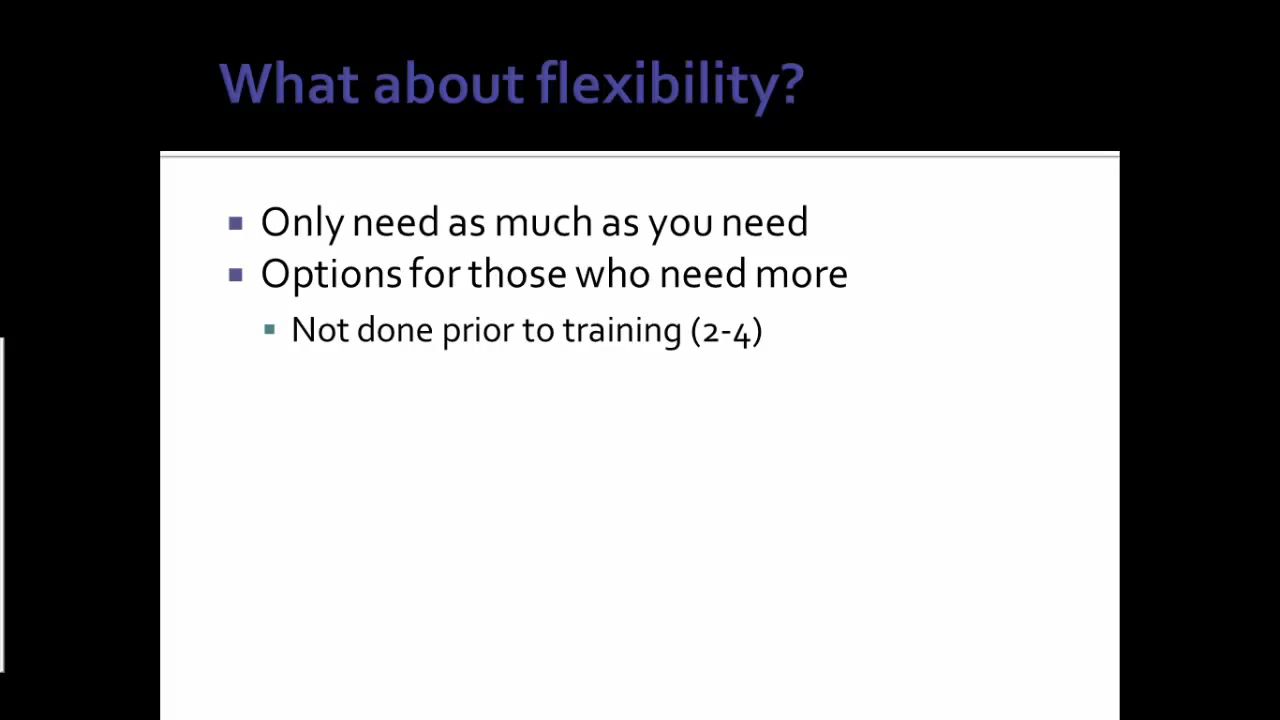 What about flexibility?
Only need as much as you need
Options for those who need more
Not done prior to training (2-4)